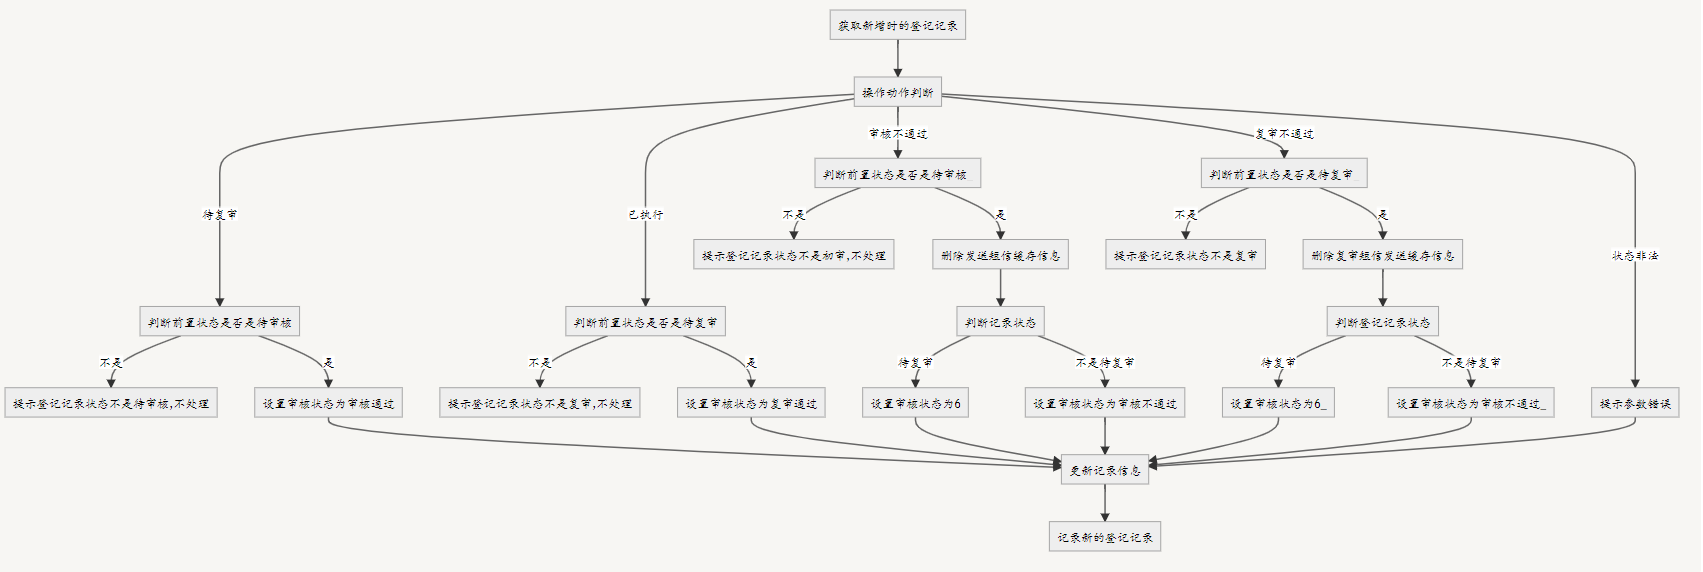 获取新增时的登记记录
操作动作判断
审核不通过
复审不通过
判断前置状态是否是待审核_
判断前置状态是否是待复审_
待复审
已执行
不是
是
不是
是
提示登记记录状态不是初审,不处理
删除发送短信缓存信息
提示登记记录状态不是复审
删除复审短信发送缓存信息
状态非法
判断前置状态是否是待审核
判断前置状态是否是待复审
判断记录状态
判断登记记录状态
不是
是
不是
是
待复审
不是待复审
待复审
不是待复审
提示登记记录状态不是待审核,不处理
设置审核状态为审核通过
提示登记记录状态不是复审,不处理
设置审核状态为复审通过
设置审核状态为6
设置审核状态为审核不通过
设置审核状态为6_
设置审核状态为审核不通过_
提示参数错误
更新记录信息
记录新的登记记录